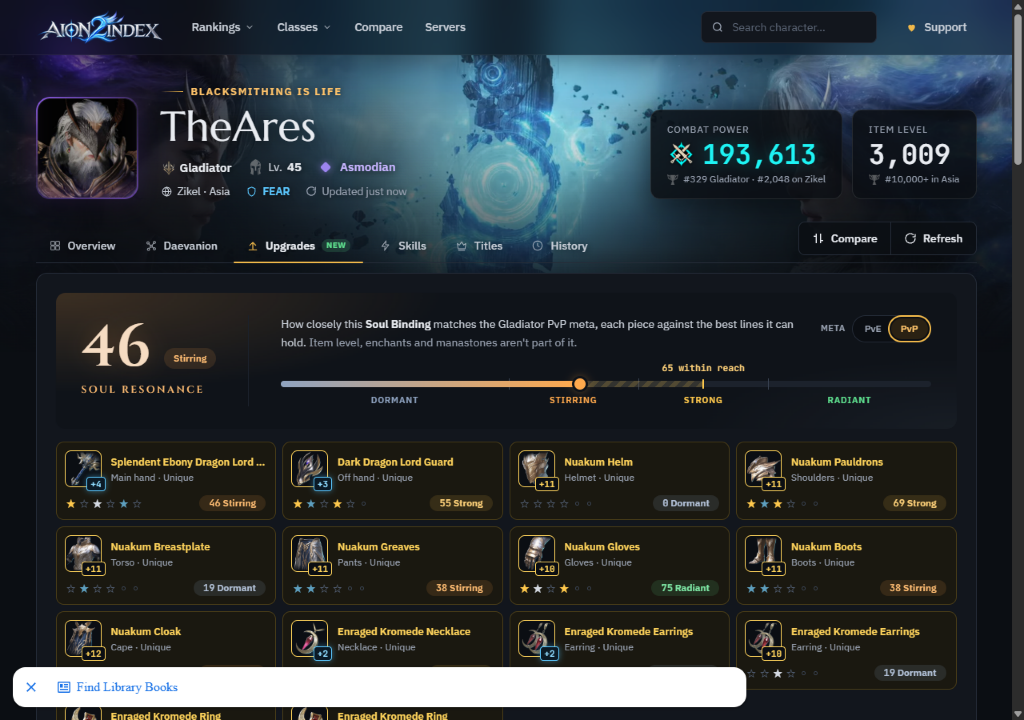 AION2INDEX
Rankings
Classes
Compare
Servers
Search character...
Support
BLACKSMITHING IS LIFE
TheAres
Gladiator
Lv. 45
Asmodian
Zikel · Asia
FEAR
Updated just now
COMBAT POWER
193,613
#329 Gladiator · #2,048 on Zikel
ITEM LEVEL
3,009
#10,000+ in Asia
Overview
Daevanion
Upgrades NEW
Skills
Titles
History
Compare
Refresh
46 Stirring
SOUL RESONANCE
How closely this Soul Binding matches the Gladiator PvP meta, each piece against the best lines it can
hold. Item level, enchants and manastones aren't part of it.
META PvE PvP
65 within reach
DORMANT STIRRING STRONG RADIANT
Splendent Ebony Dragon Lord ...
Main hand · Unique
+4
46 Stirring
Dark Dragon Lord Guard
Off hand · Unique
+3
55 Strong
Nuakum Helm
Helmet · Unique
+11
0 Dormant
Nuakum Pauldrons
Shoulders · Unique
+11
69 Strong
Nuakum Breastplate
Torso · Unique
+11
19 Dormant
Nuakum Greaves
Pants · Unique
+11
38 Stirring
Nuakum Gloves
Gloves · Unique
+10
75 Radiant
Nuakum Boots
Boots · Unique
+11
38 Stirring
Nuakum Cloak
Cape · Unique
+12
Enraged Kromede Necklace
Necklace · Unique
+2
Enraged Kromede Earrings
Earring · Unique
+2
Enraged Kromede Earrings
Earring · Unique
+10
19 Dormant
Find Library Books
Enraged Kromede Ring
Enraged Kromede Ring